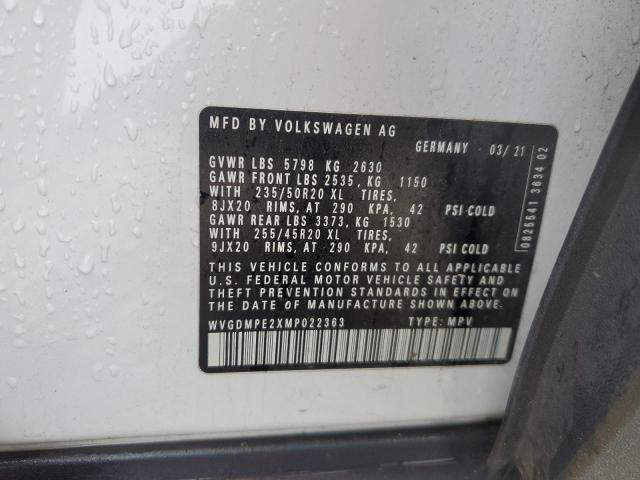 MFD BY VOLKSWAGEN AG
GERMANY 03/21
GVWR LBS 5798 KG 2630
GAWR FRONT LBS 2535, KG 1150
WITH 235/50R20 XL TIRES,
8JX20 RIMS, AT 290 KPA, 42 PSI COLD
GAWR REAR LBS 3373, KG 1530
WITH 255/45R20 XL TIRES,
9JX20 RIMS, AT 290 KPA, 42 PSI COLD
THIS VEHICLE CONFORMS TO ALL APPLICABLE
U.S. FEDERAL MOTOR VEHICLE SAFETY AND
THEFT PREVENTION STANDARDS IN EFFECT ON
THE DATE OF MANUFACTURE SHOWN ABOVE.
WVGDMPE2XMP022363 TYPE: MPV
0825541 3634 02